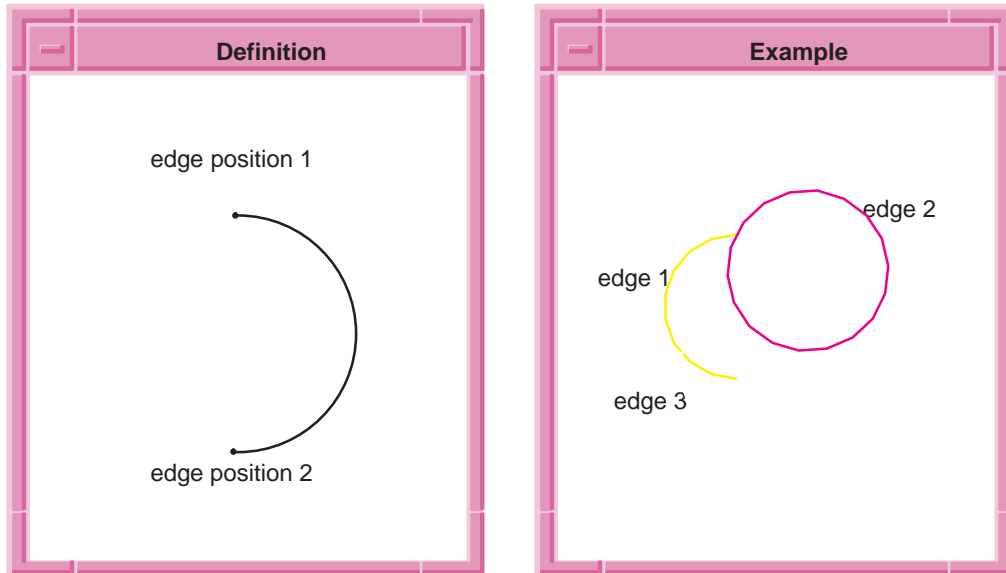 Definition
edge position 1
edge position 2
Example
edge 2
edge 1
edge 3